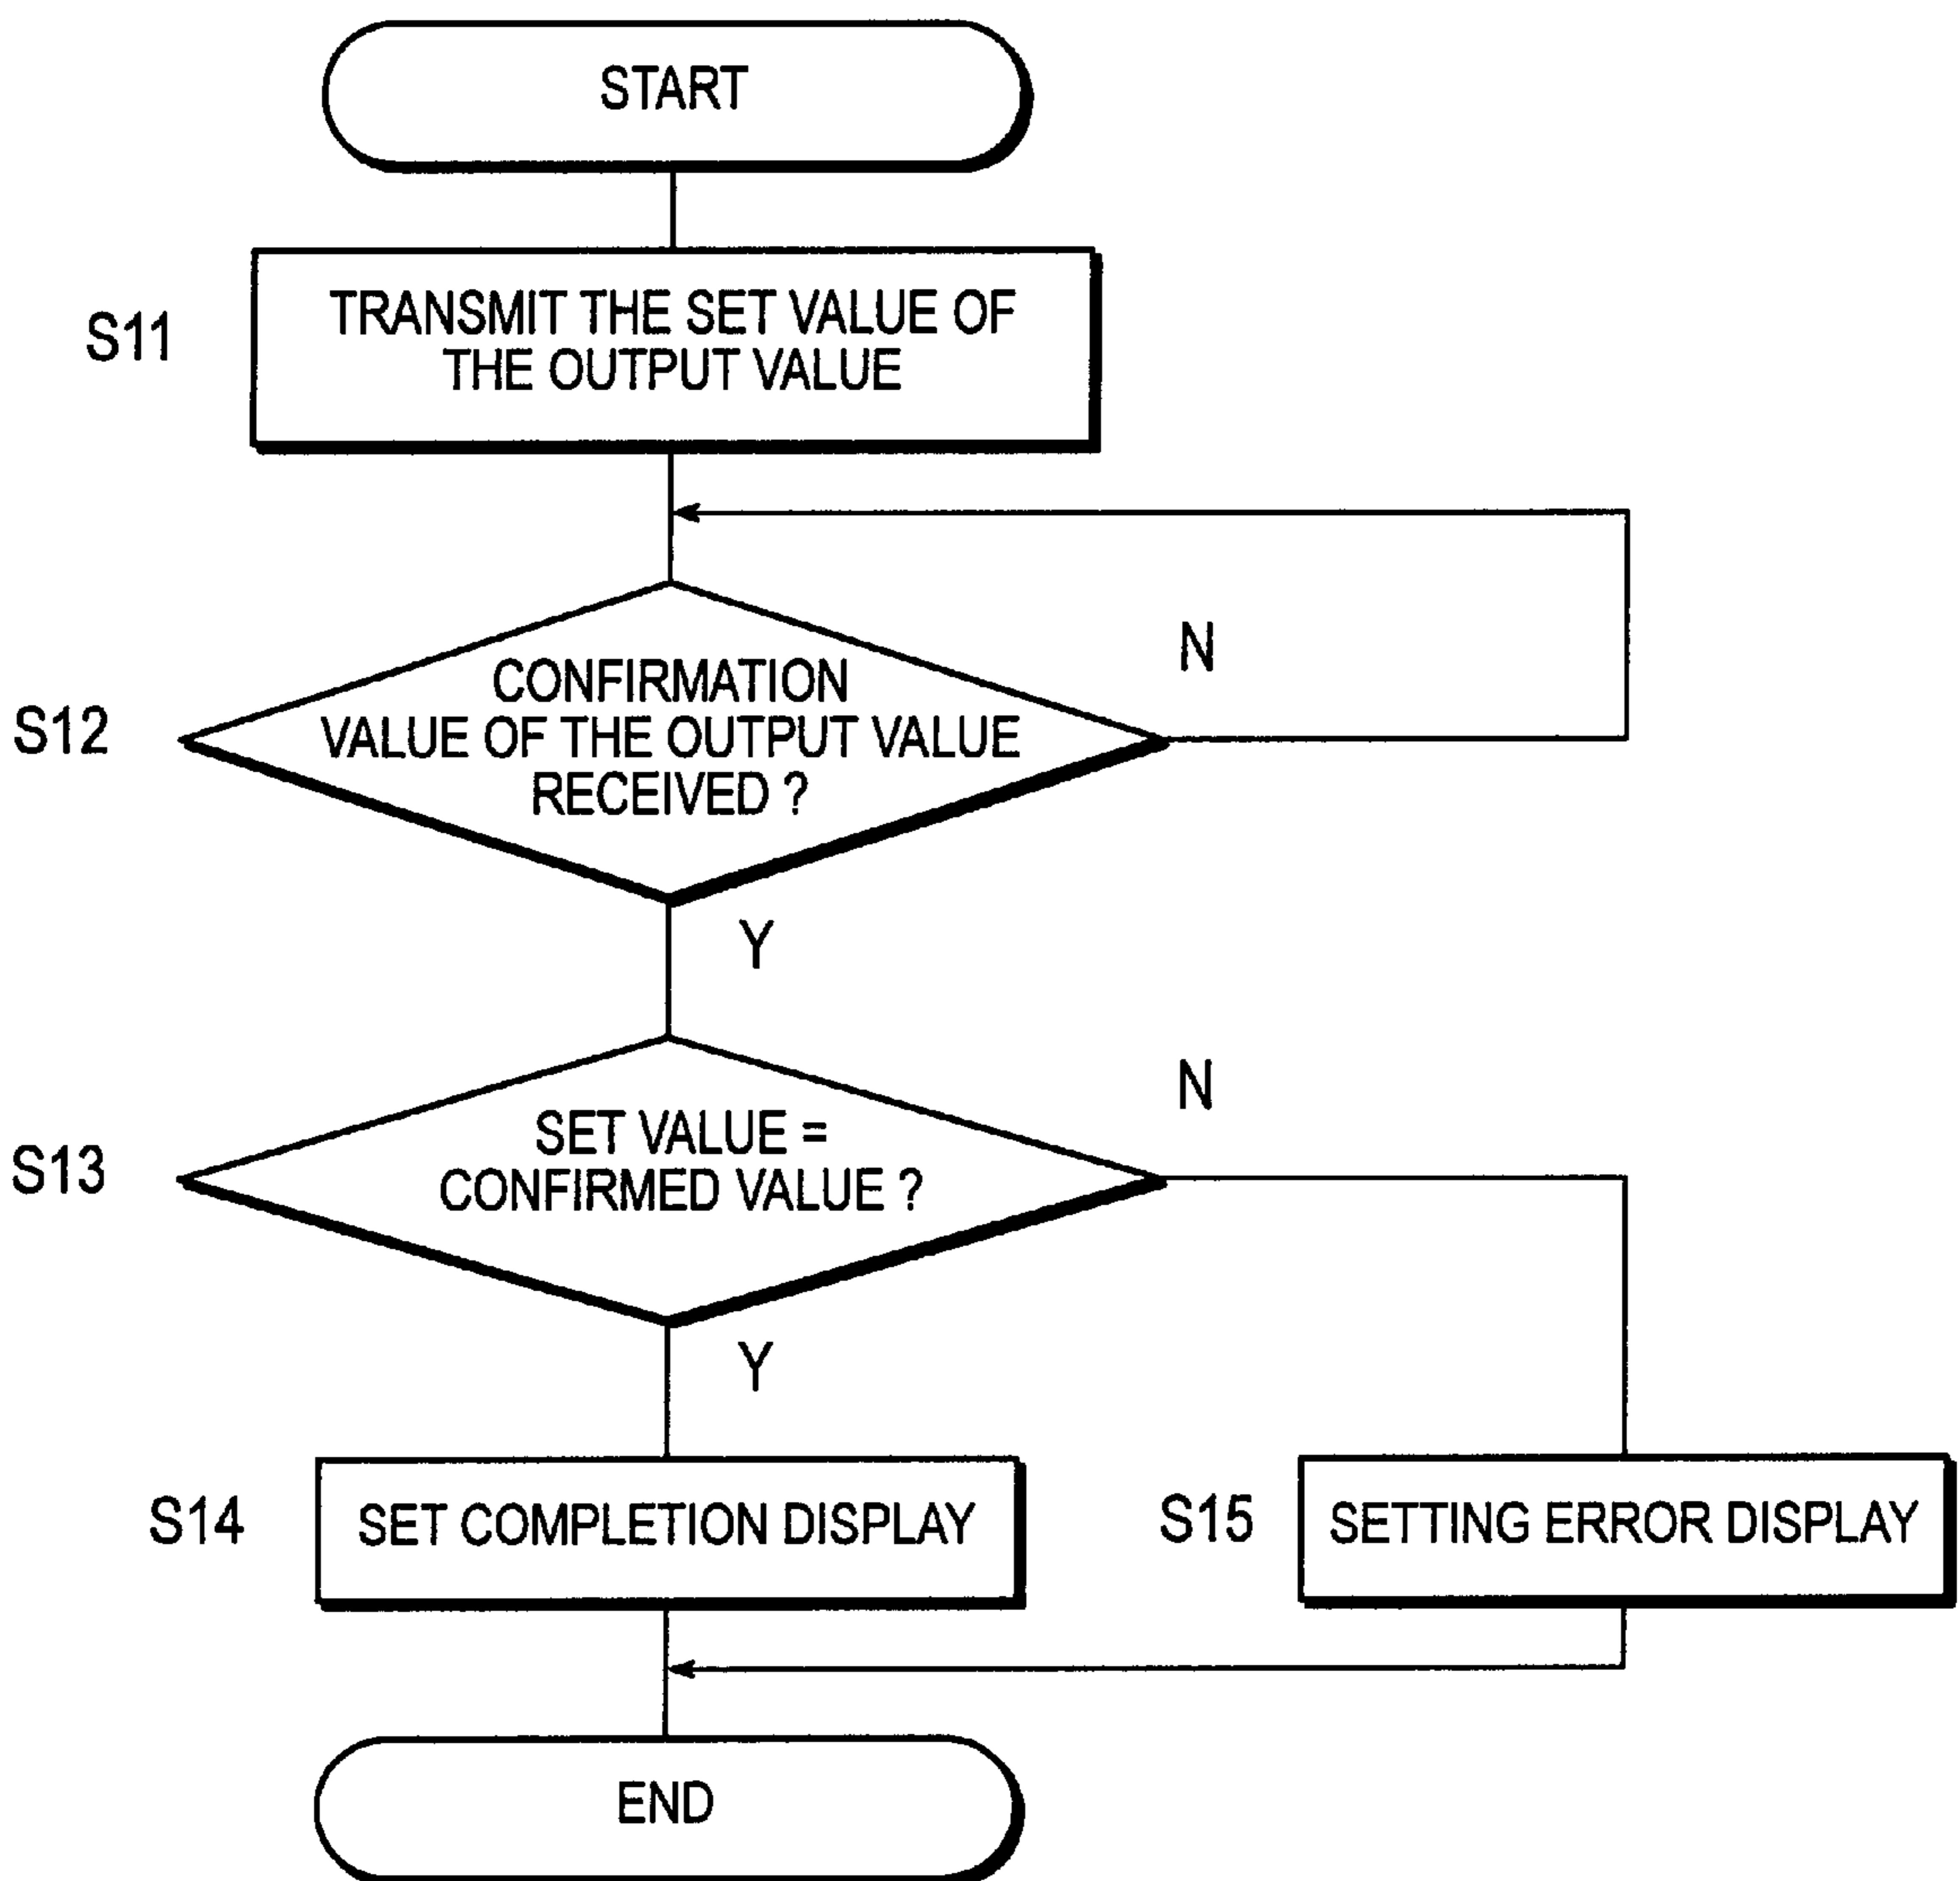 START
S11
TRANSMIT THE SET VALUE OF
THE OUTPUT VALUE
N
S12
CONFIRMATION
VALUE OF THE OUTPUT VALUE
RECEIVED ?
Y
N
S13
SET VALUE =
CONFIRMED VALUE ?
Y
S14
SET COMPLETION DISPLAY
S15
SETTING ERROR DISPLAY
END